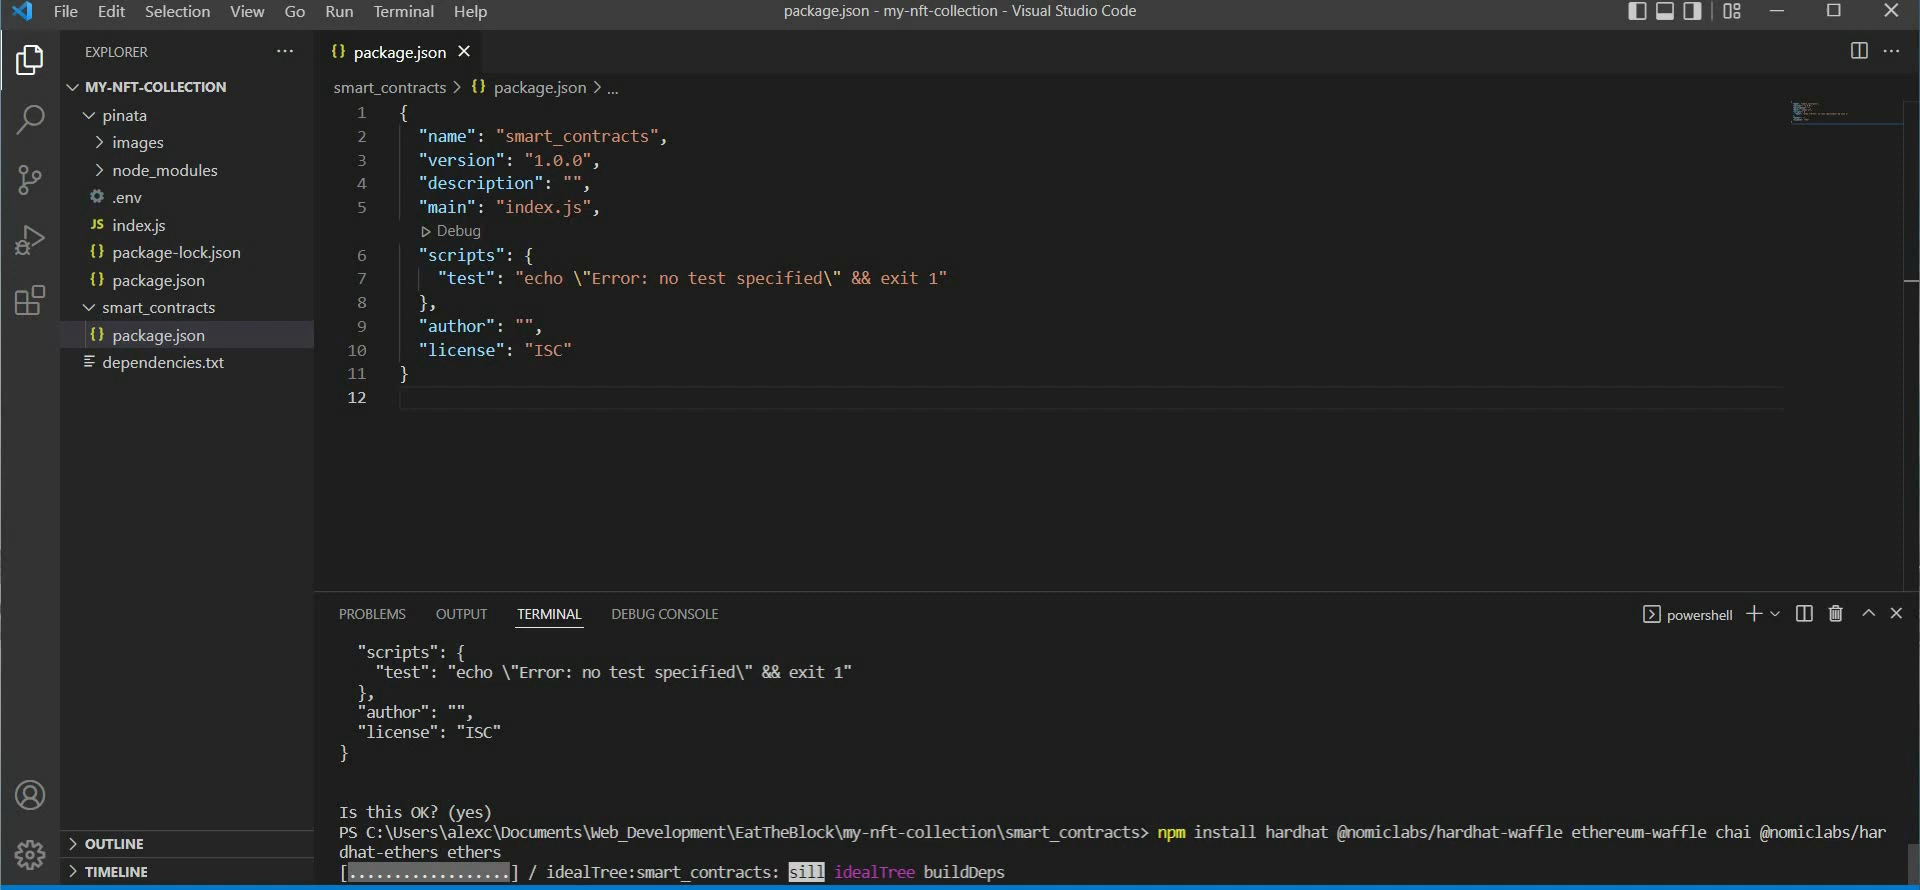 File Edit Selection View Go Run Terminal Help
package.json - my-nft-collection - Visual Studio Code
EXPLORER
MY-NFT-COLLECTION
pinata
images
node_modules
.env
JS index.js
{} package-lock.json
{} package.json
smart_contracts
{} package.json
dependencies.txt
OUTLINE
TIMELINE
{} package.json
smart_contracts > {} package.json > ...
1 {
2 "name": "smart_contracts",
3 "version": "1.0.0",
4 "description": "",
5 "main": "index.js",
Debug
6 "scripts": {
7 "test": "echo \"Error: no test specified\" && exit 1"
8 },
9 "author": "",
10 "license": "ISC"
11 }
12
PROBLEMS OUTPUT TERMINAL DEBUG CONSOLE
powershell
"scripts": {
"test": "echo \"Error: no test specified\" && exit 1"
},
"author": "",
"license": "ISC"
}
Is this OK? (yes)
PS C:\Users\alexc\Documents\Web_Development\EatTheBlock\my-nft-collection\smart_contracts> npm install hardhat @nomiclabs/hardhat-waffle ethereum-waffle chai @nomiclabs/har
dhat-ethers ethers
[..................] / idealTree:smart_contracts: sill idealTree buildDeps